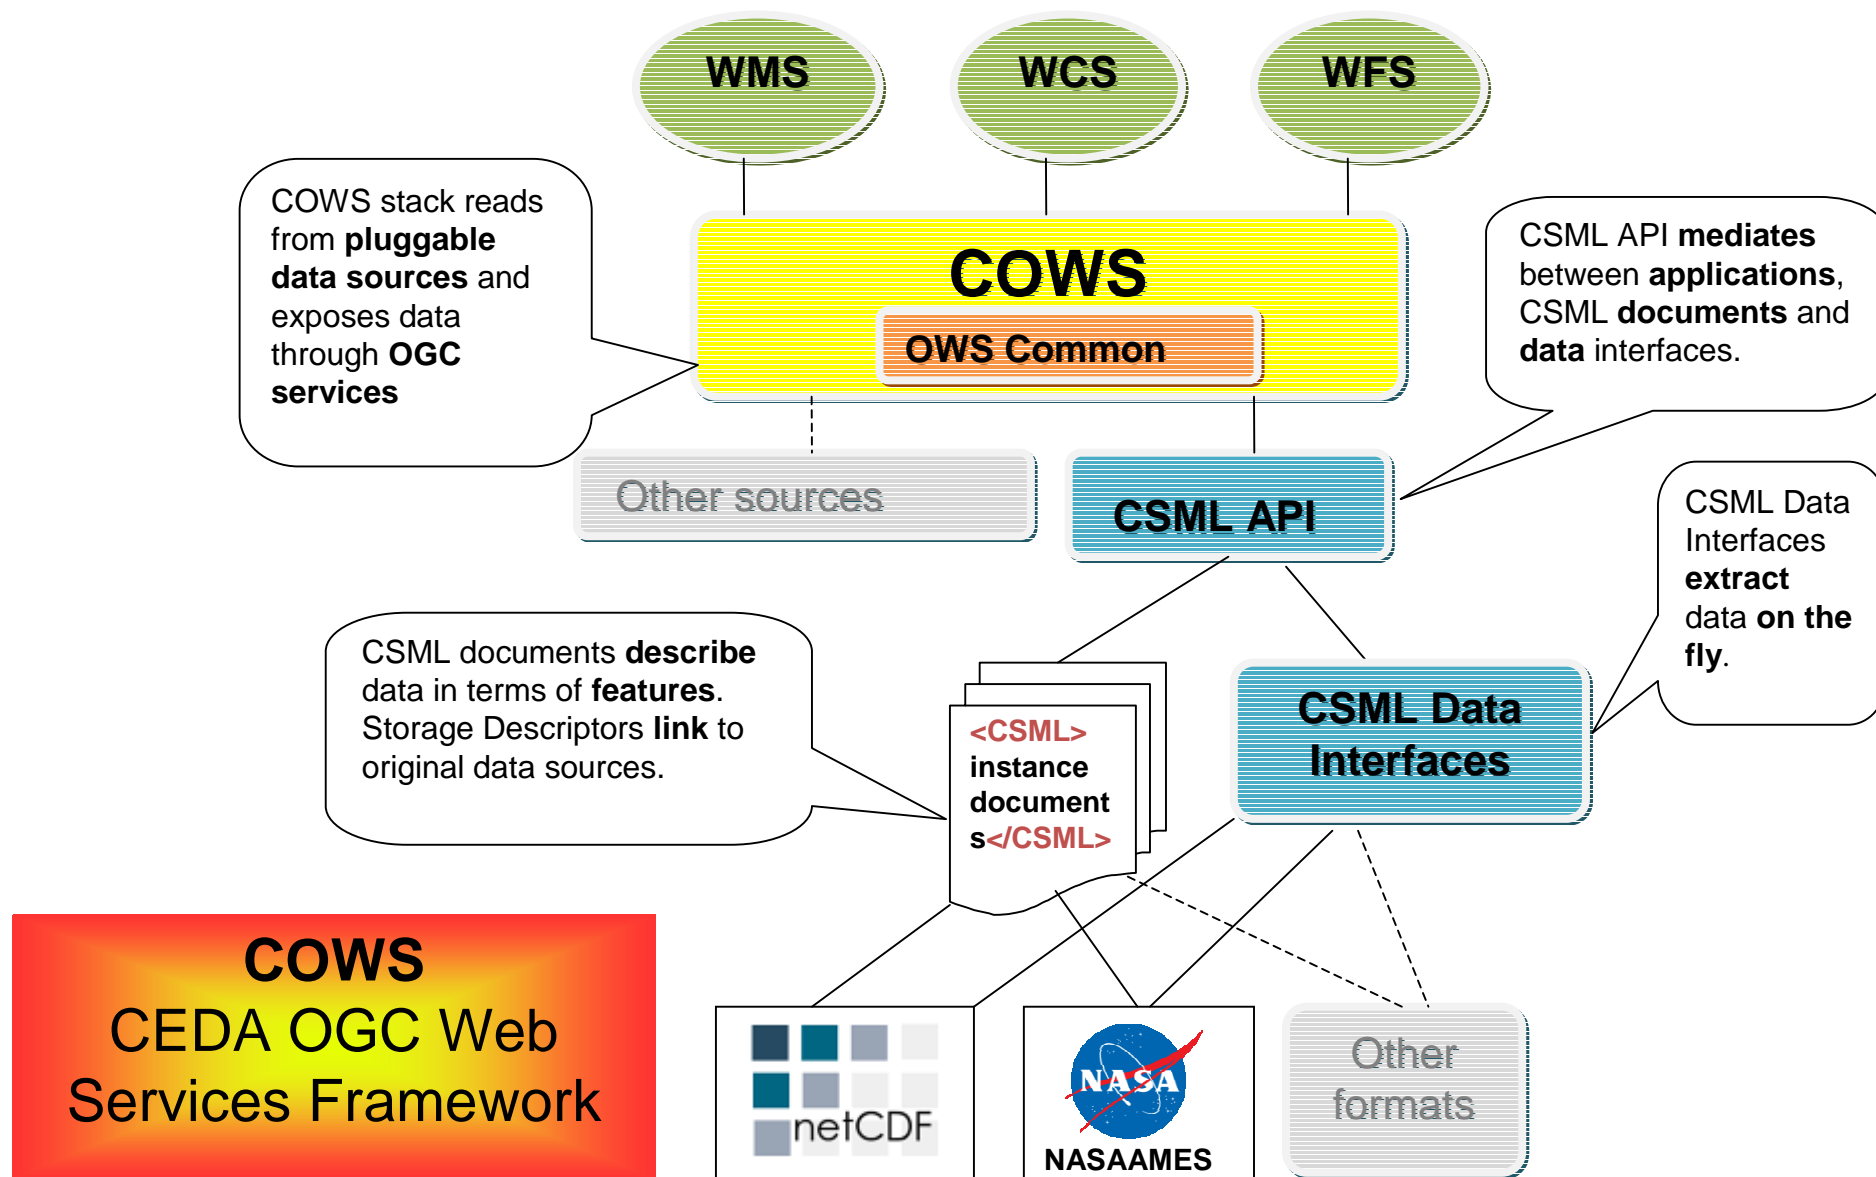 WMS
WCS
WFS
COWS stack reads
from pluggable
data sources and
exposes data
through OGC
services
COWS
OWS Common
CSML API mediates
between applications,
CSML documents and
data interfaces.
Other sources
CSML API
CSML Data
Interfaces
extract
data on the
fly.
CSML documents describe
data in terms of features.
Storage Descriptors link to
original data sources.
<CSML>
instance
document
s</CSML>
CSML Data
Interfaces
COWS
CEDA OGC Web
Services Framework
netCDF
NASA
NASAAMES
Other
formats